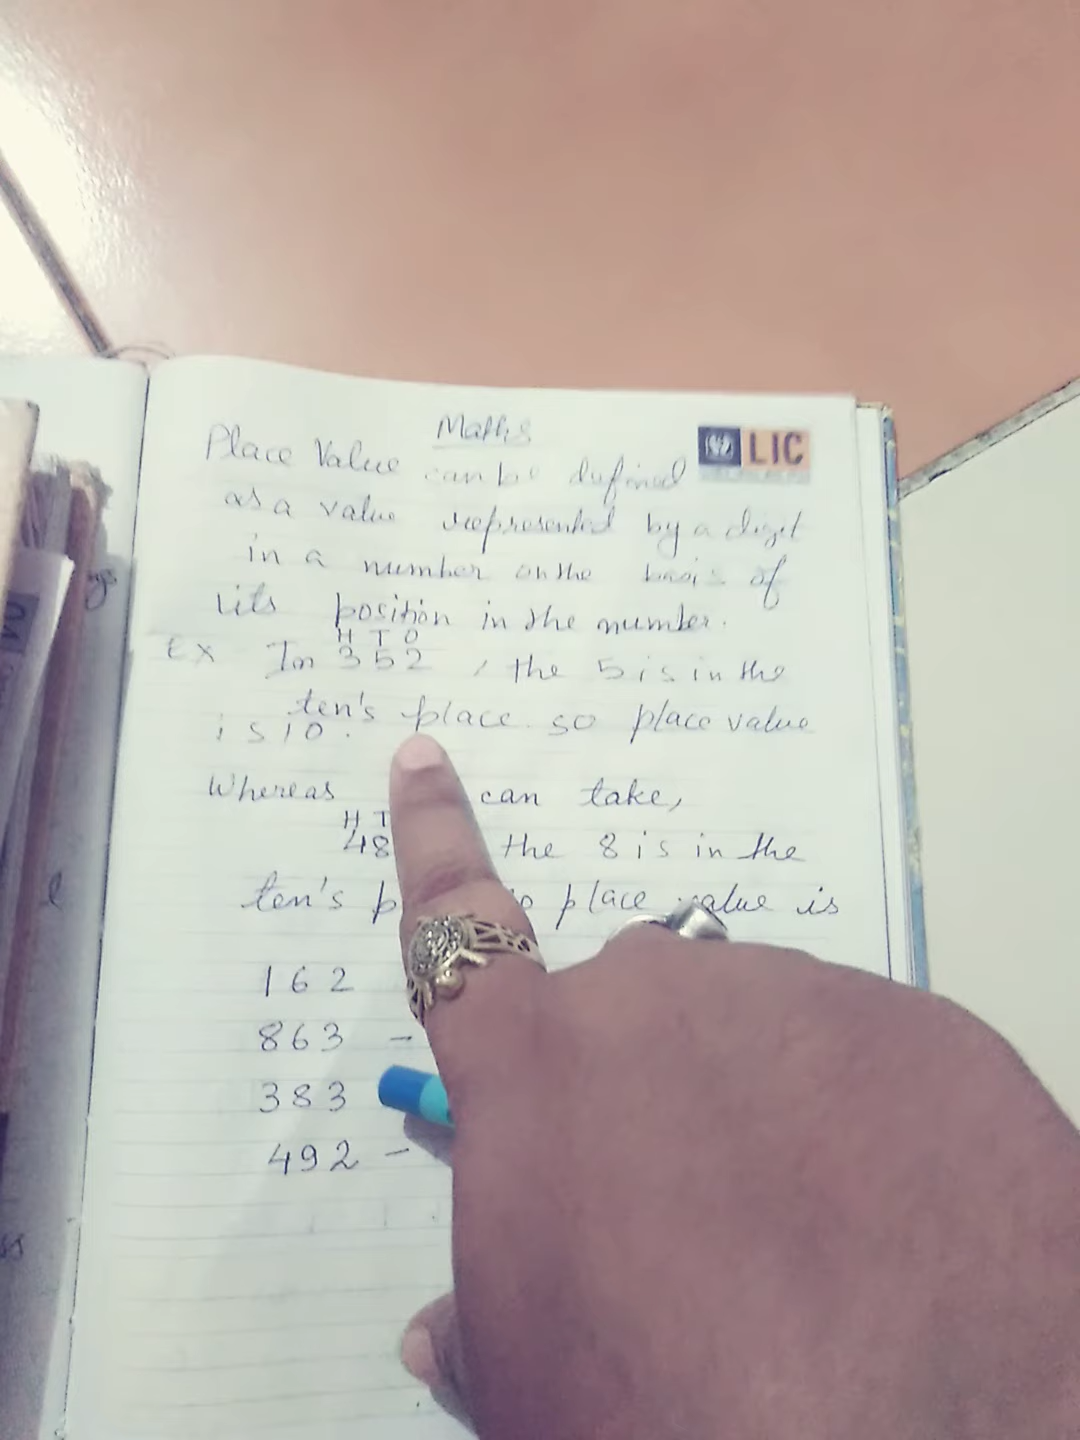 Maths
LIC
Place Value can be defined
as a value represented by a digit
in a number on the basis of
its position in the number.
H T O
Ex In 352, the 5 is in the
ten's place. so place value
is 10.
Whereas can take,
H T
48 the 8 is in the
ten's place value is
162
863 -
383
492 -